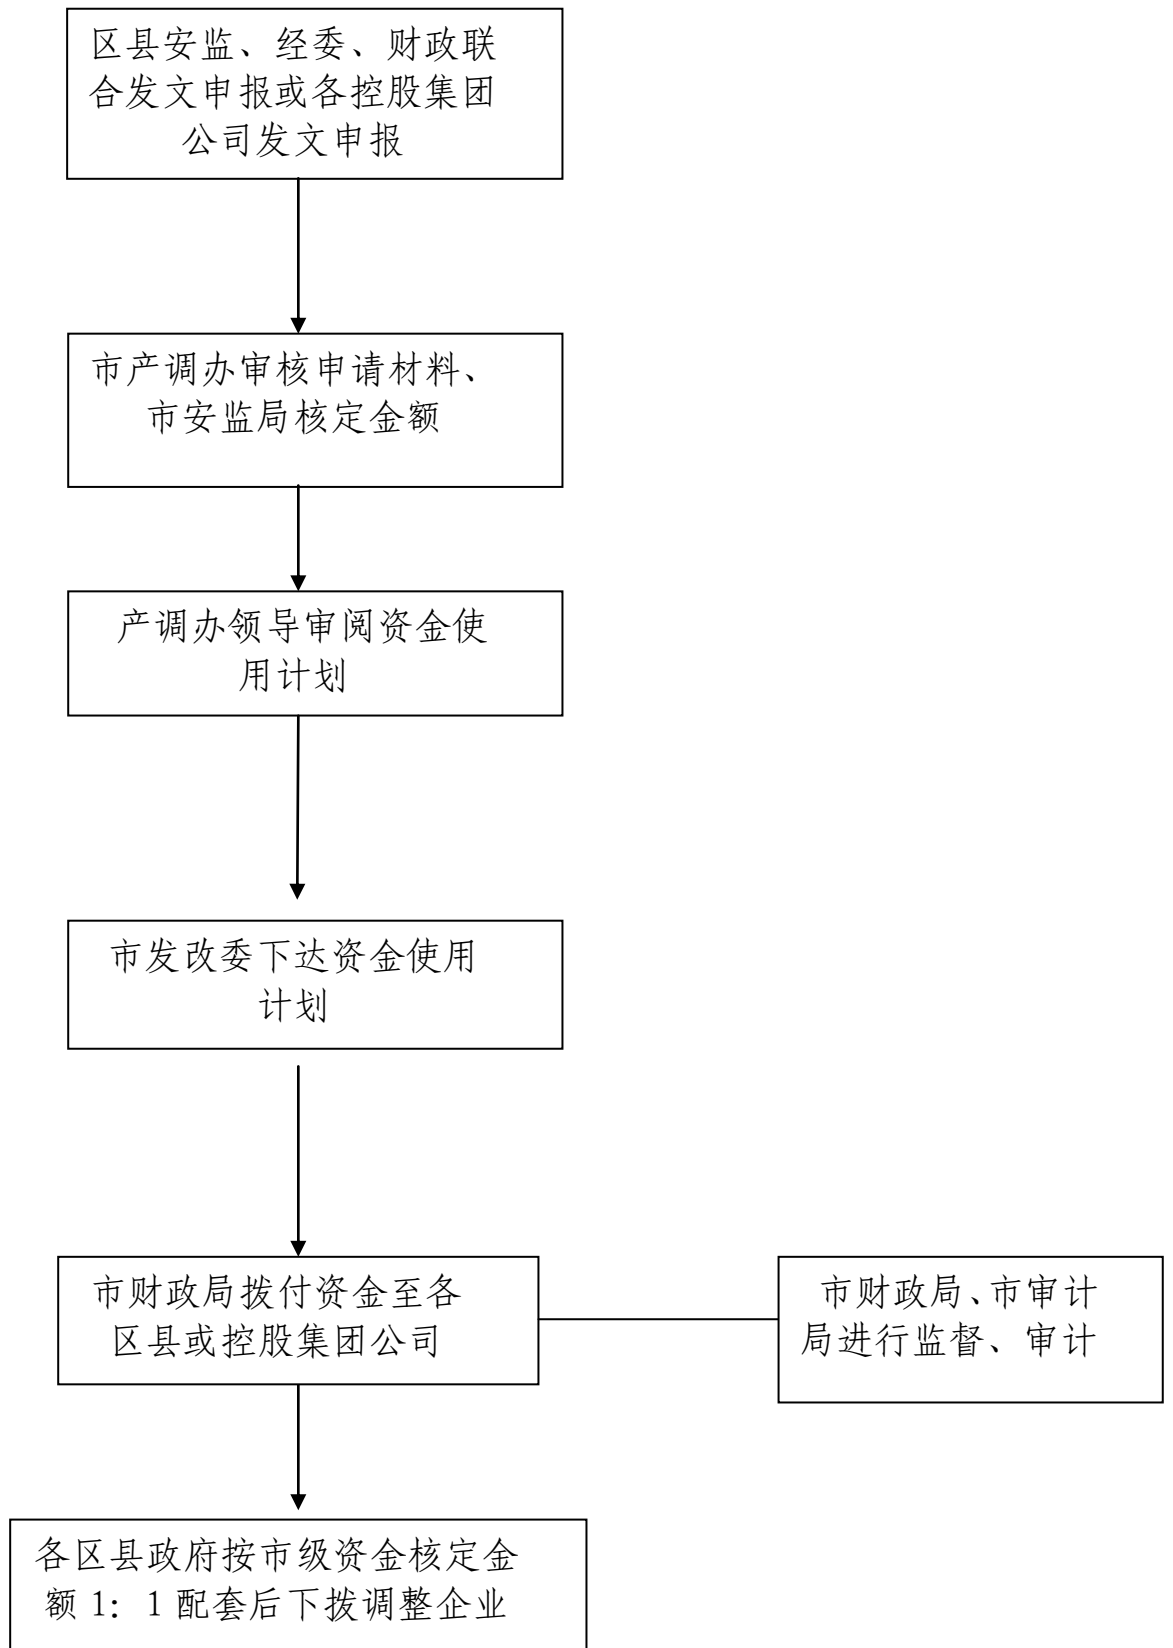 区县安监、经委、财政联
合发文申报或各控股集团
公司发文申报
市产调办审核申请材料、
市安监局核定金额
产调办领导审阅资金使
用计划
市发改委下达资金使用
计划
市财政局拨付资金至各
区县或控股集团公司
市财政局、市审计
局进行监督、审计
各区县政府按市级资金核定金
额 1：1 配套后下拨调整企业